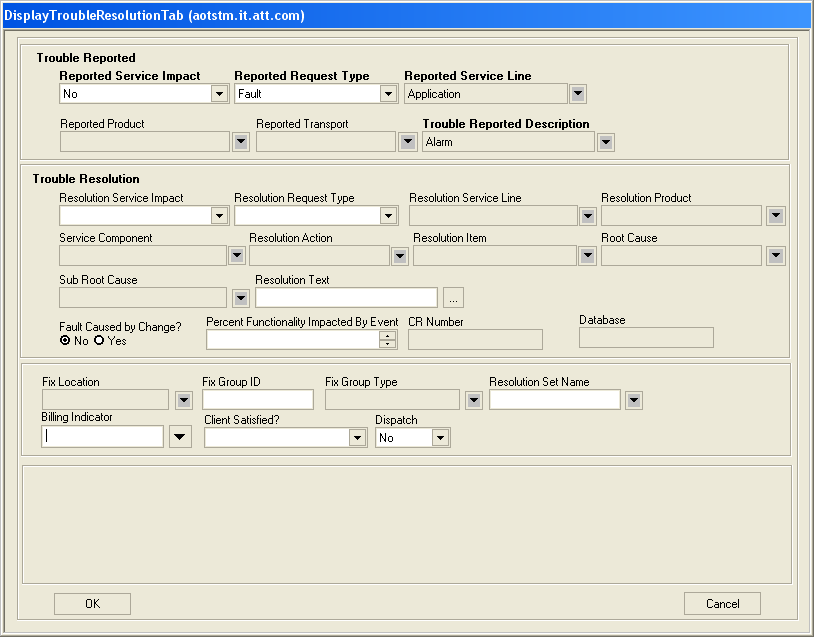 DisplayTroubleResolutionTab (aotstm.it.att.com)
Trouble Reported
Reported Service Impact Reported Request Type Reported Service Line
No Fault Application
Reported Product Reported Transport Trouble Reported Description
Alarm
Trouble Resolution
Resolution Service Impact Resolution Request Type Resolution Service Line Resolution Product
Service Component Resolution Action Resolution Item Root Cause
Sub Root Cause Resolution Text
...
Fault Caused by Change? Percent Functionality Impacted By Event CR Number Database
No Yes
Fix Location Fix Group ID Fix Group Type Resolution Set Name
Billing Indicator Client Satisfied? Dispatch
No
OK Cancel